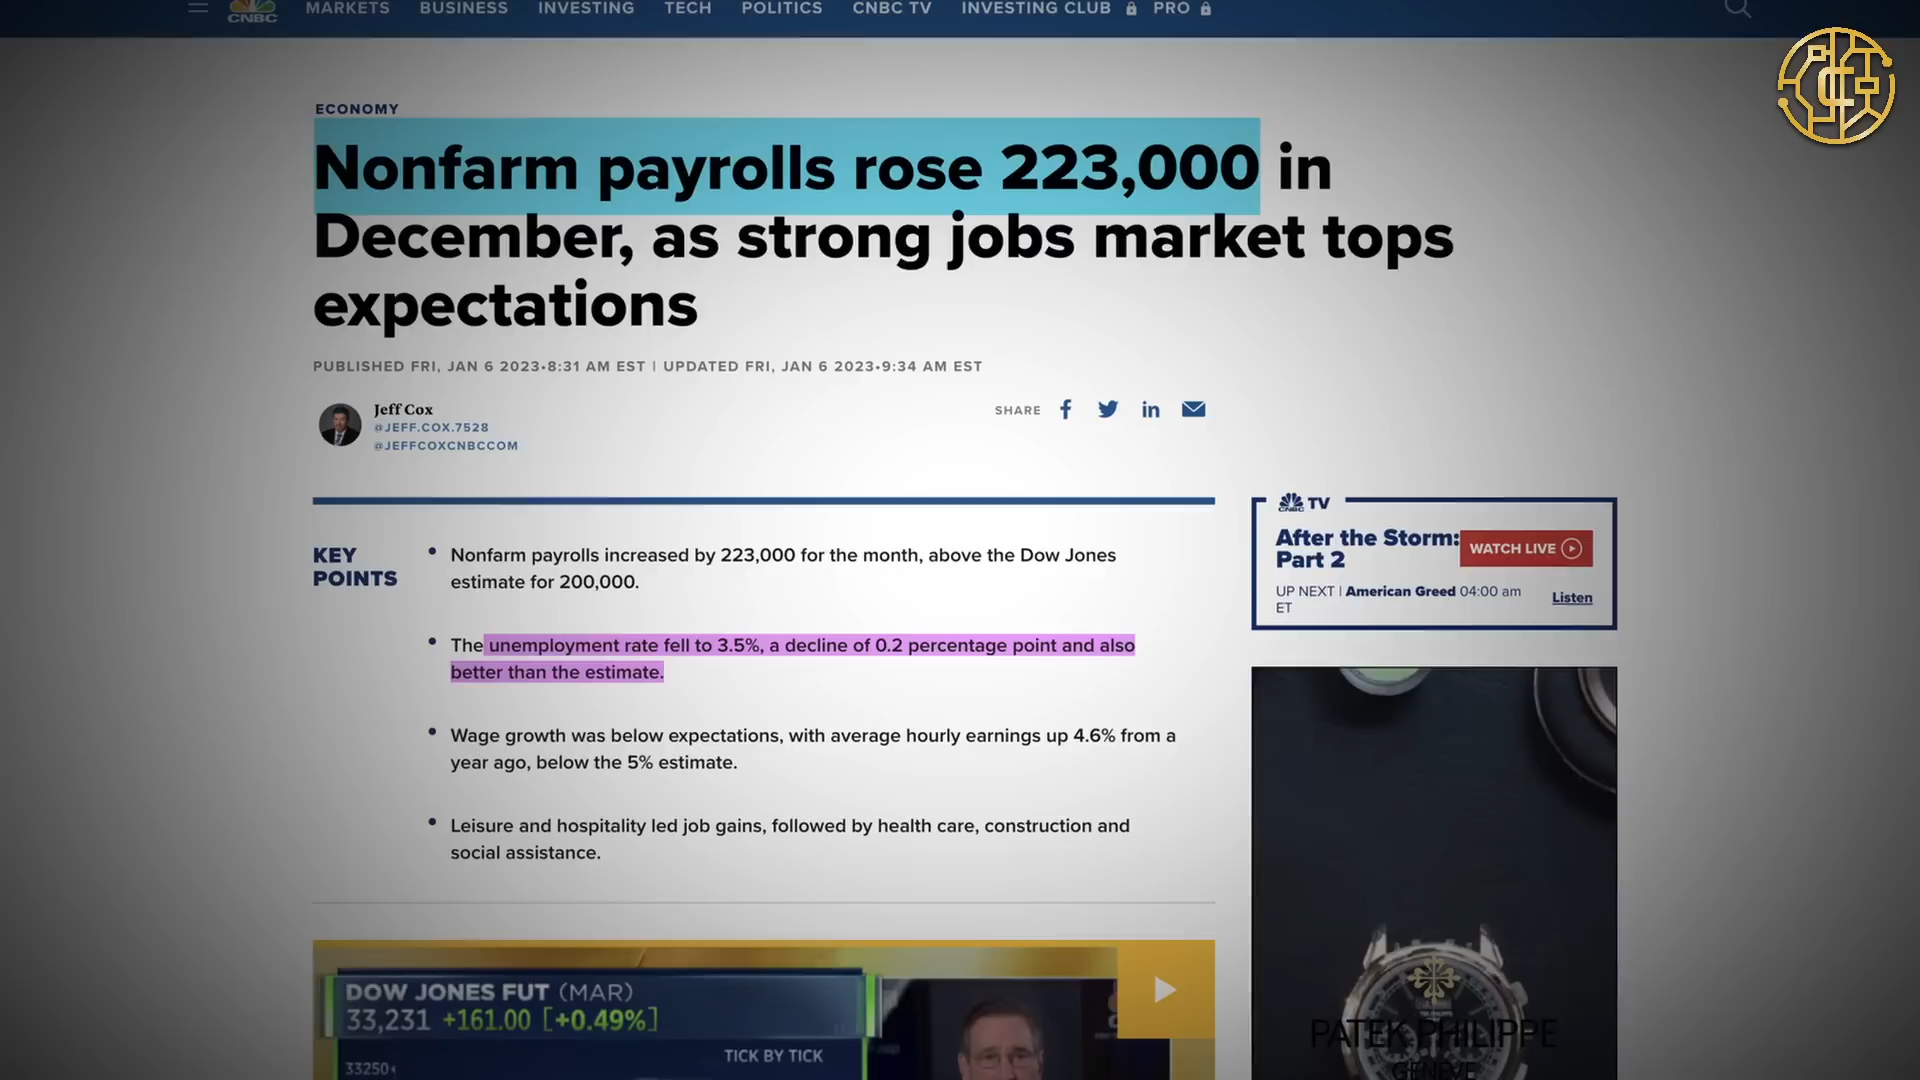 MARKETS BUSINESS INVESTING TECH POLITICS CNBC TV INVESTING CLUB PRO
CNBC
ECONOMY
Nonfarm payrolls rose 223,000 in
December, as strong jobs market tops
expectations
PUBLISHED FRI, JAN 6 2023•8:31 AM EST | UPDATED FRI, JAN 6 2023•9:34 AM EST
Jeff Cox
@JEFF.COX.7528
@JEFFCOXCNBCCOM
SHARE
KEY
POINTS
• Nonfarm payrolls increased by 223,000 for the month, above the Dow Jones
estimate for 200,000.
• The unemployment rate fell to 3.5%, a decline of 0.2 percentage point and also
better than the estimate.
• Wage growth was below expectations, with average hourly earnings up 4.6% from a
year ago, below the 5% estimate.
• Leisure and hospitality led job gains, followed by health care, construction and
social assistance.
CNBC TV
After the Storm:
Part 2
WATCH LIVE
UP NEXT | American Greed 04:00 am
ET
Listen
DOW JONES FUT (MAR)
33,231 +161.00 [+0.49%]
TICK BY TICK
33250
PATEK PHILIPPE
GENEVE